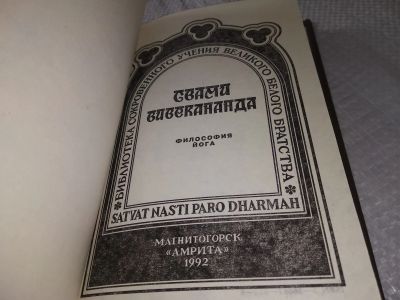 БИБЛИОТЕКА СОКРОВЕННОГО УЧЕНИЯ ВЕЛИКОГО БЕЛОГО БРАТСТВА
СВАМИ
ВИВЕКАНАНДА
ФИЛОСОФИЯ
ЙОГА
SATYAT NASTI PARO DHARMAH
МАГНИТОГОРСК
«АМРИТА»
1992